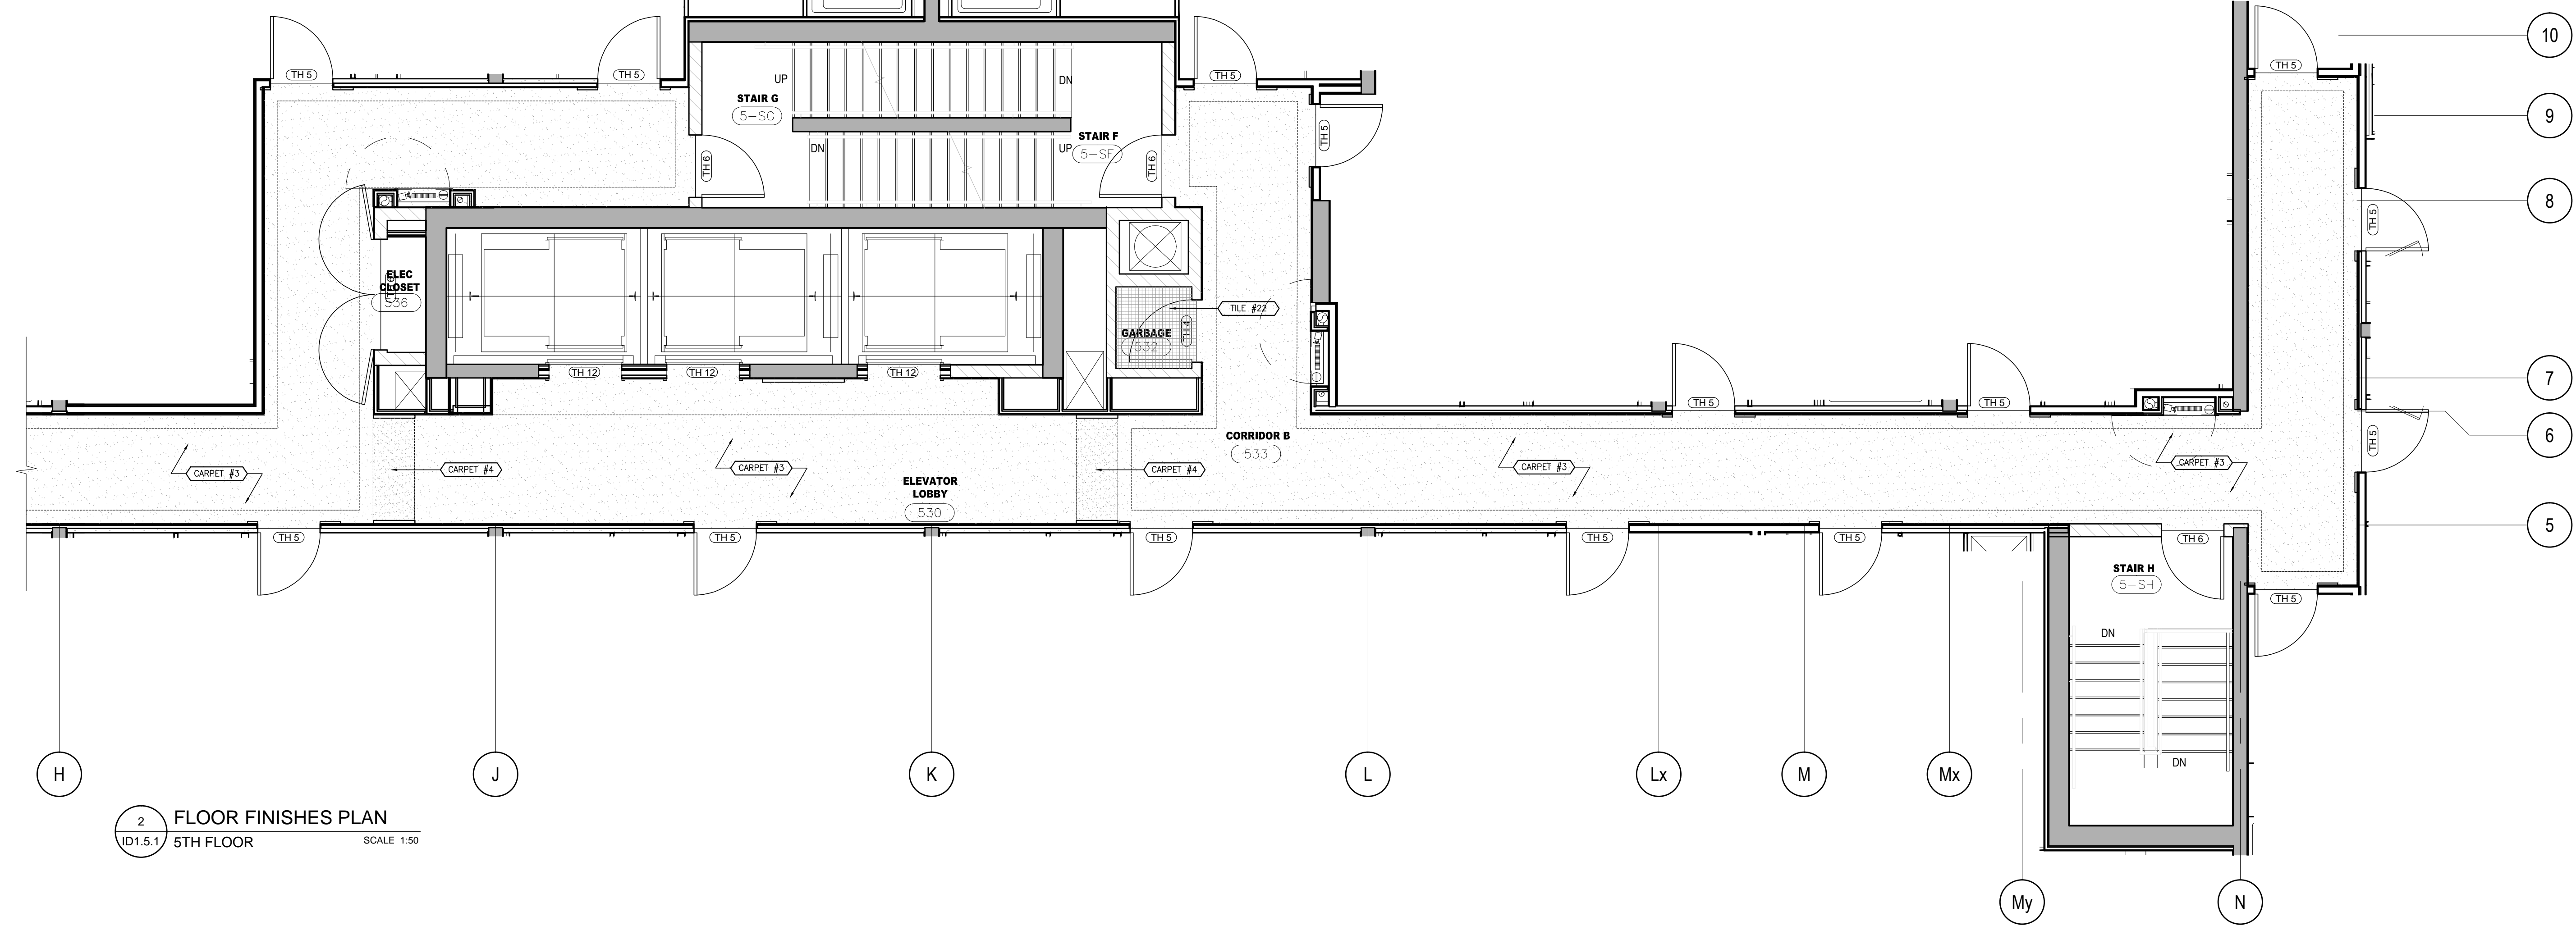 10
TH 5
TH 5
TH 5
TH 5
UP
DN
STAIR G
5-SG
9
TH 5
STAIR F
5-SF
DN
UP
TH 6
TH 6
8
TH 5
ELEC
CLOSET
536
TILE #22
GARBAGE
532
TH 4
TH 12
TH 12
TH 12
7
TH 5
TH 5
6
TH 5
CORRIDOR B
533
CARPET #3
CARPET #4
CARPET #3
CARPET #4
CARPET #3
CARPET #3
ELEVATOR
LOBBY
530
5
TH 5
TH 5
TH 5
TH 5
TH 5
TH 6
STAIR H
5-SH
TH 5
DN
DN
H
J
K
L
Lx
M
Mx
2
FLOOR FINISHES PLAN
ID1.5.1
5TH FLOOR
SCALE 1:50
My
N